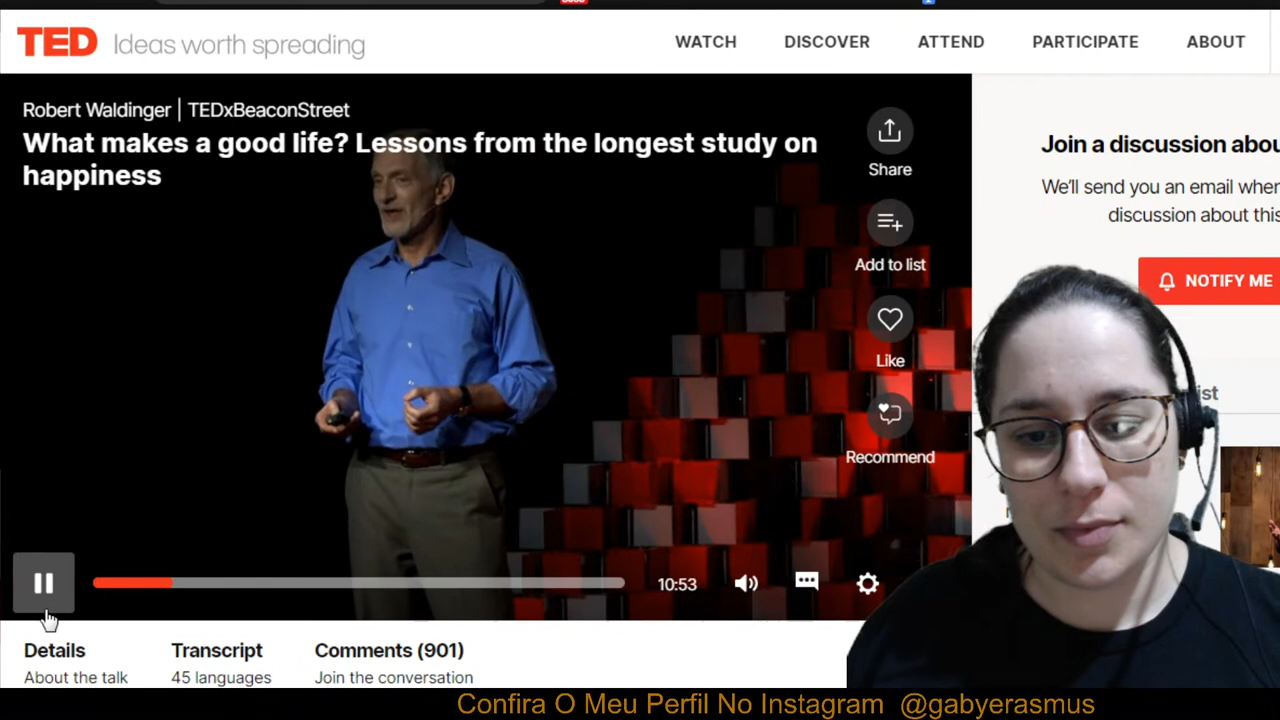 TED Ideas worth spreading
WATCH DISCOVER ATTEND PARTICIPATE ABOUT
Robert Waldinger | TEDxBeaconStreet
What makes a good life? Lessons from the longest study on
happiness
Share
Add to list
Like
Recommend
10:53
Join a discussion
We'll send you an email
discussion about this
NOTIFY ME
Details
About the talk
Transcript
45 languages
Comments (901)
Join the conversation
Confira O Meu Perfil No Instagram @gabyerasmus